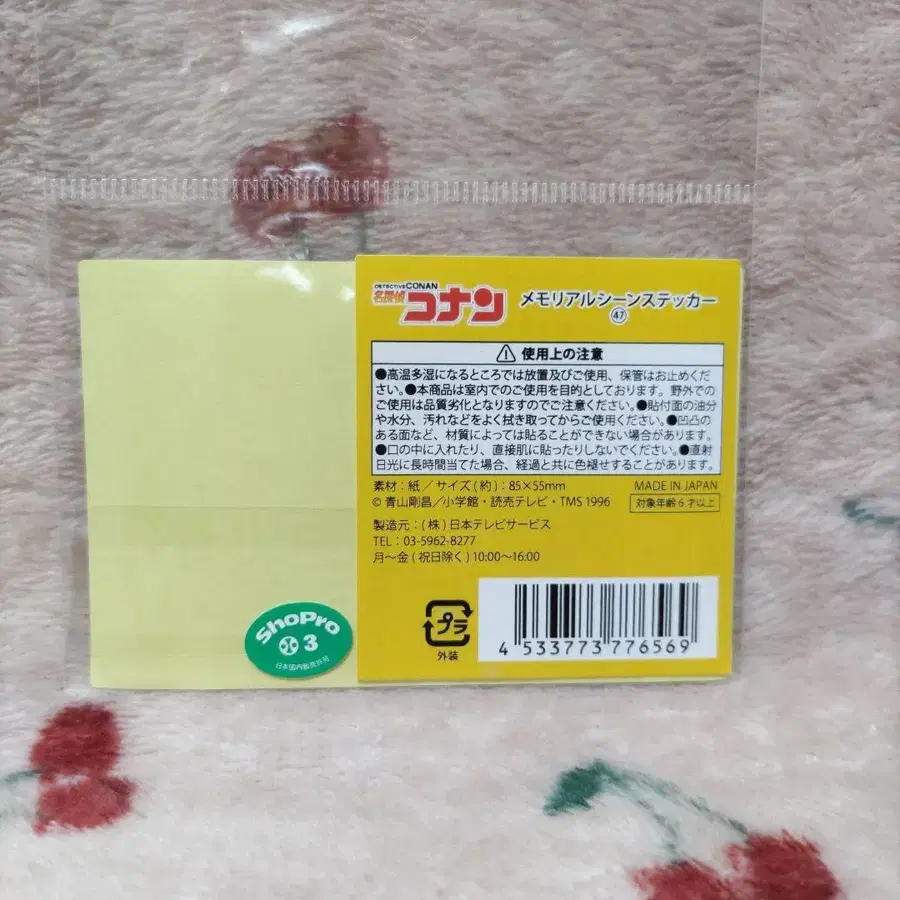 DETECTIVE CONAN
名探偵
コナン
メモリアルシーンステッカー
㊼
⚠ 使用上の注意
●高温多湿になるところでは放置及びご使用、保管はお止めくだ
さい。●本商品は室内でのご使用を目的としております。野外での
ご使用は品質劣化となりますのでご注意ください。●貼付面の油分
や水分、汚れなどをよく拭き取ってからご使用ください。●凹凸の
ある面など、材質によっては貼ることができない場合があります。
●口の中に入れたり、直接肌に貼ったりしないでください。●直射
日光に長時間当てた場合、経過と共に色褪せすることがあります。
素材：紙／サイズ(約)：85×55mm
MADE IN JAPAN
© 青山剛昌／小学館・読売テレビ・TMS 1996
対象年齢6才以上
製造元：(株)日本テレビサービス
TEL：03-5962-8277
月〜金(祝日除く)10:00〜16:00
プラ
外装
4 533773 776569
ShoPro
3
日本国内販売許可